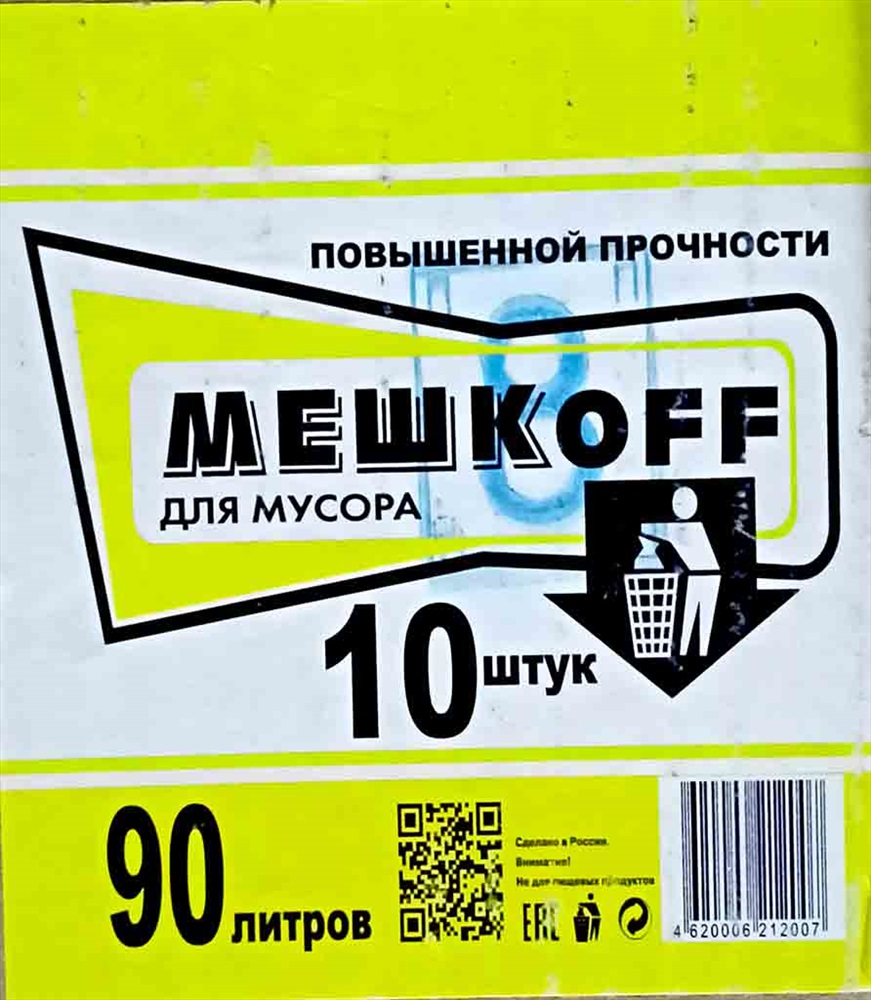 ПОВЫШЕННОЙ ПРОЧНОСТИ
МЕШКОFF
ДЛЯ МУСОРА
10 штук
90 литров
Сделано в России.
Внимание!
Не для пищевых продуктов
EAC
4 620006 212007